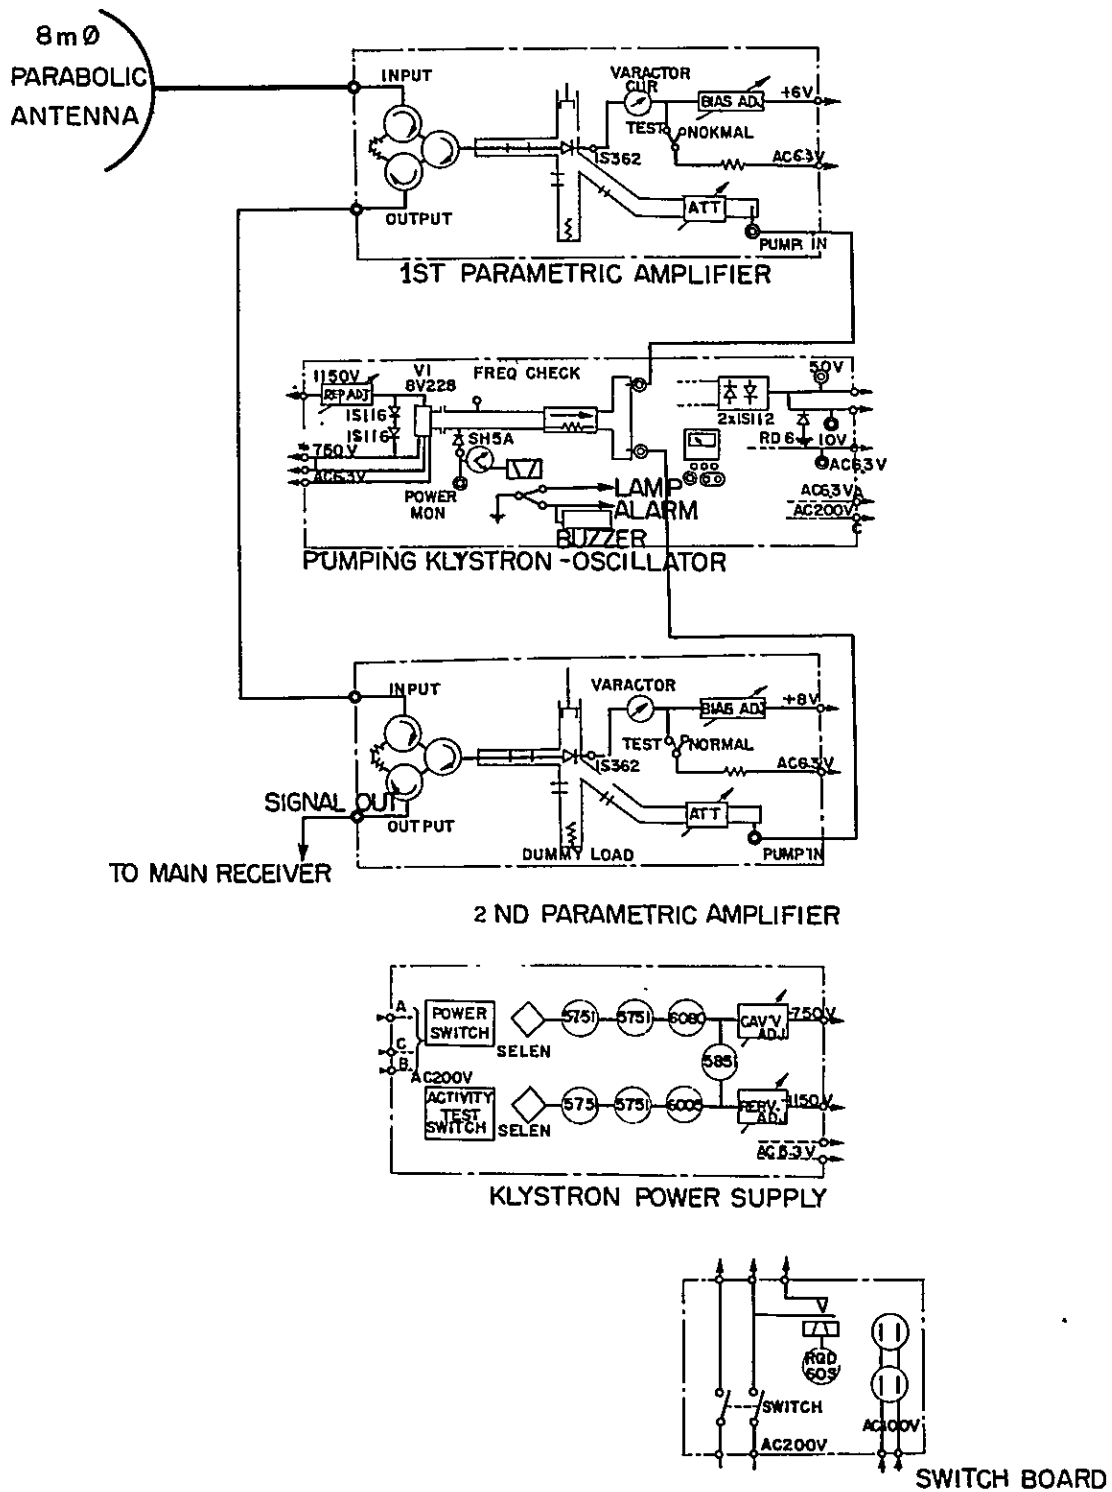 8mØ
PARABOLIC
ANTENNA
INPUT
VARACTOR
CUR
BIAS ADJ
+6V
TEST
NOKMAL
IS362
AC6.3V
OUTPUT
ATT
PUMP. IN
1ST PARAMETRIC AMPLIFIER
1150V
V1
8V228
FREQ CHECK
50V
REP ADJ
IS116
IS116
2xIS112
SH5A
RD6
10V
750V
AC6.3V
AC6.3V
POWER
MON
LAMP
ALARM
BUZZER
AC6.3V
A
AC200V
C
PUMPING KLYSTRON-OSCILLATOR
INPUT
VARACTOR
BIAS ADJ
+8V
TEST
NORMAL
IS362
AC6.3V
SIGNAL OUT
OUTPUT
ATT
DUMMY LOAD
PUMP IN
TO MAIN RECEIVER
2 ND PARAMETRIC AMPLIFIER
A
POWER
SWITCH
5751
5751
6080
CAV'V
ADJ
-750V
C
SELEN
B
AC200V
5851
ACTIVITY
TEST
SWITCH
5751
5751
6005
RERV.
ADJ
-1150V
SELEN
AC6.3V
KLYSTRON POWER SUPPLY
RQD
60S
SWITCH
AC100V
AC200V
SWITCH BOARD